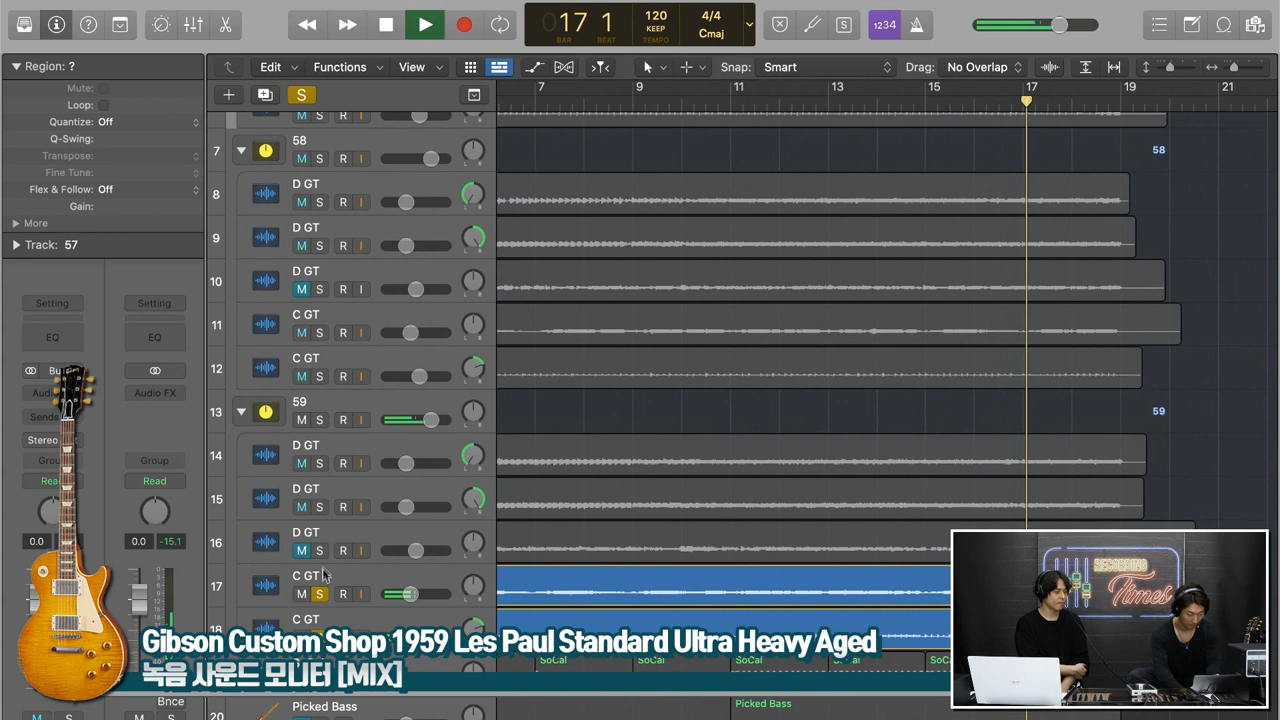 17 1
BAR BEAT
120
KEEP
TEMPO
4/4
Cmaj
S
1234
Region: ?
Edit
Functions
View
Snap: Smart
Drag: No Overlap
Mute:
Loop:
Quantize: Off
Q-Swing:
Transpose:
Fine Tune:
Flex & Follow: Off
Gain:
More
Track: 57
S
7 9 11 13 15 17 19 21
M S R I
7 58
M S R I
58
8 D GT
M S R I
L R
9 D GT
M S R I
L R
10 D GT
M S R I
11 C GT
M S R I
12 C GT
M S R I
13 59
M S R I
59
14 D GT
M S R I
L R
15 D GT
M S R I
L R
16 D GT
M S R I
17 C GT
M S R I
18 C GT
Setting Setting
EQ EQ
Audio FX
Sends
Stereo
Group
Read Read
0.0 0.0 -15.1
RECORDING
Times
Gibson Custom Shop 1959 Les Paul Standard Ultra Heavy Aged
녹음 사운드 모니터 [MIX]
SoCal SoCal SoCal SoCal
Bnce
M S M S
20 Picked Bass
Picked Bass